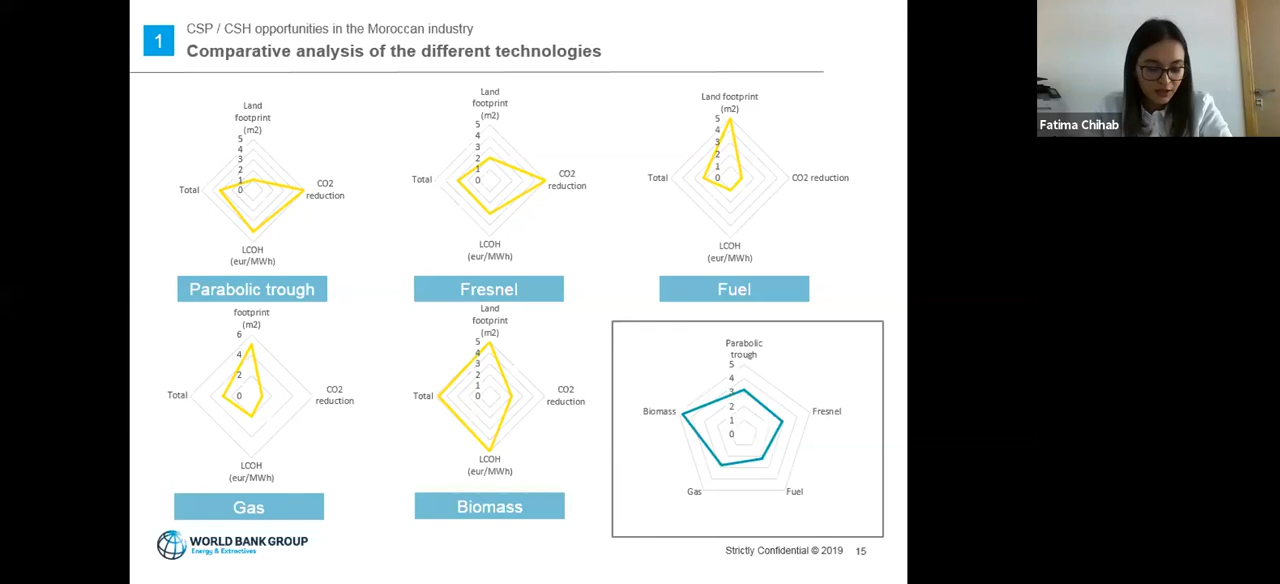 1
CSP / CSH opportunities in the Moroccan industry
Comparative analysis of the different technologies
Fatima Chihab
Land
footprint
(m2)
5
4
3
2
1
0
Total
CO2
reduction
LCOH
(eur/MWh)
Parabolic trough
Land
footprint
(m2)
5
4
3
2
1
0
Total
CO2
reduction
LCOH
(eur/MWh)
Fresnel
Land footprint
(m2)
5
4
3
2
1
0
Total
CO2 reduction
LCOH
(eur/MWh)
Fuel
footprint
(m2)
6
4
2
0
Total
CO2
reduction
LCOH
(eur/MWh)
Gas
Land
footprint
(m2)
5
4
3
2
1
0
Total
CO2
reduction
LCOH
(eur/MWh)
Biomass
Parabolic
trough
5
4
3
2
1
0
Biomass
Fresnel
Gas
Fuel
WORLD BANK GROUP
Energy & Extractives
Strictly Confidential © 2019 15